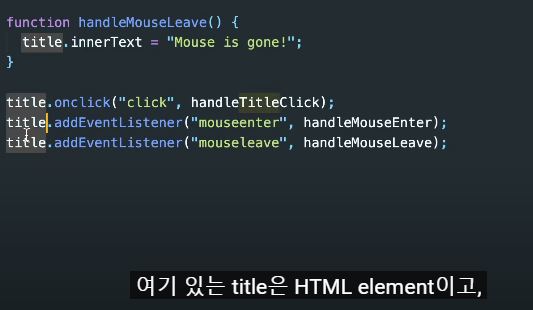 function handleMouseLeave() {
  title.innerText = "Mouse is gone!";
}
title.onclick("click", handleTitleClick);
title.addEventListener("mouseenter", handleMouseEnter);
title.addEventListener("mouseleave", handleMouseLeave);
여기 있는 title은 HTML element이고,